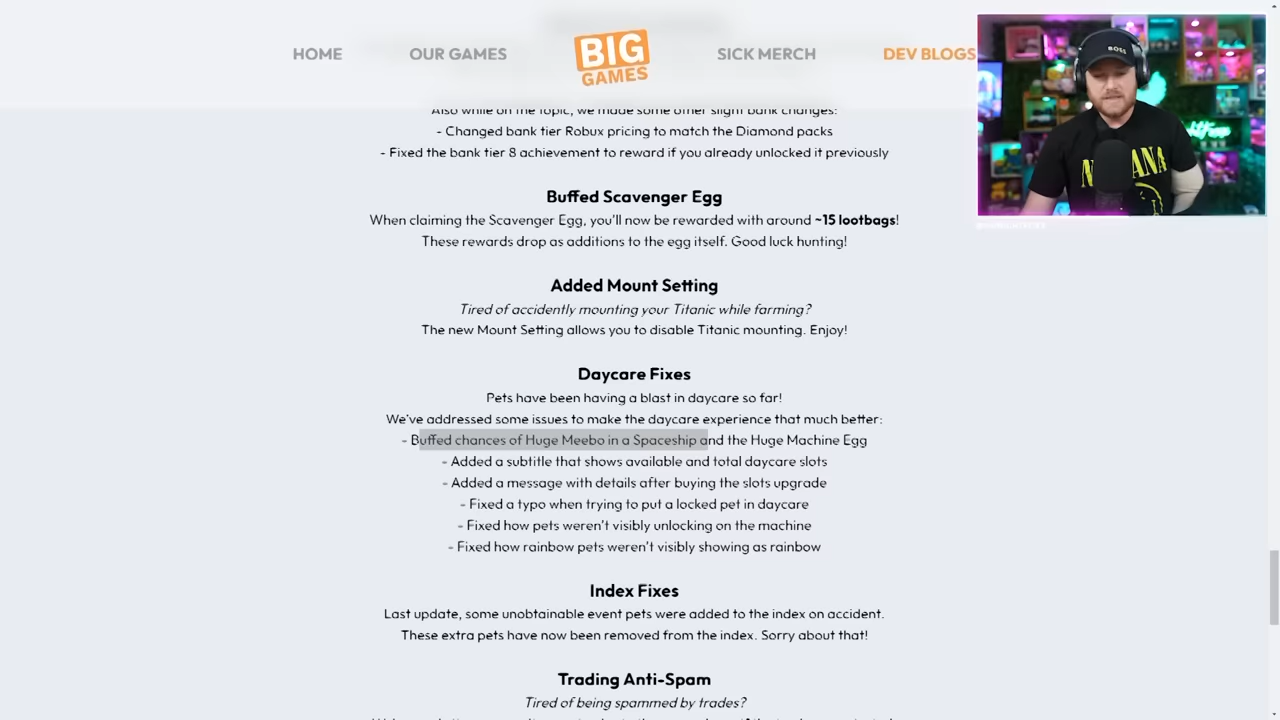 HOME
OUR GAMES
BIG
GAMES
SICK MERCH
DEV BLOGS
BOSS
Also while on the topic, we made some other slight bank changes:
- Changed bank tier Robux pricing to match the Diamond packs
- Fixed the bank tier 8 achievement to reward if you already unlocked it previously
Buffed Scavenger Egg
When claiming the Scavenger Egg, you'll now be rewarded with around ~15 lootbags!
These rewards drop as additions to the egg itself. Good luck hunting!
Added Mount Setting
Tired of accidently mounting your Titanic while farming?
The new Mount Setting allows you to disable Titanic mounting. Enjoy!
Daycare Fixes
Pets have been having a blast in daycare so far!
We've addressed some issues to make the daycare experience that much better:
- Buffed chances of Huge Meebo in a Spaceship and the Huge Machine Egg
- Added a subtitle that shows available and total daycare slots
- Added a message with details after buying the slots upgrade
- Fixed a typo when trying to put a locked pet in daycare
- Fixed how pets weren't visibly unlocking on the machine
- Fixed how rainbow pets weren't visibly showing as rainbow
Index Fixes
Last update, some unobtainable event pets were added to the index on accident.
These extra pets have now been removed from the index. Sorry about that!
Trading Anti-Spam
Tired of being spammed by trades?